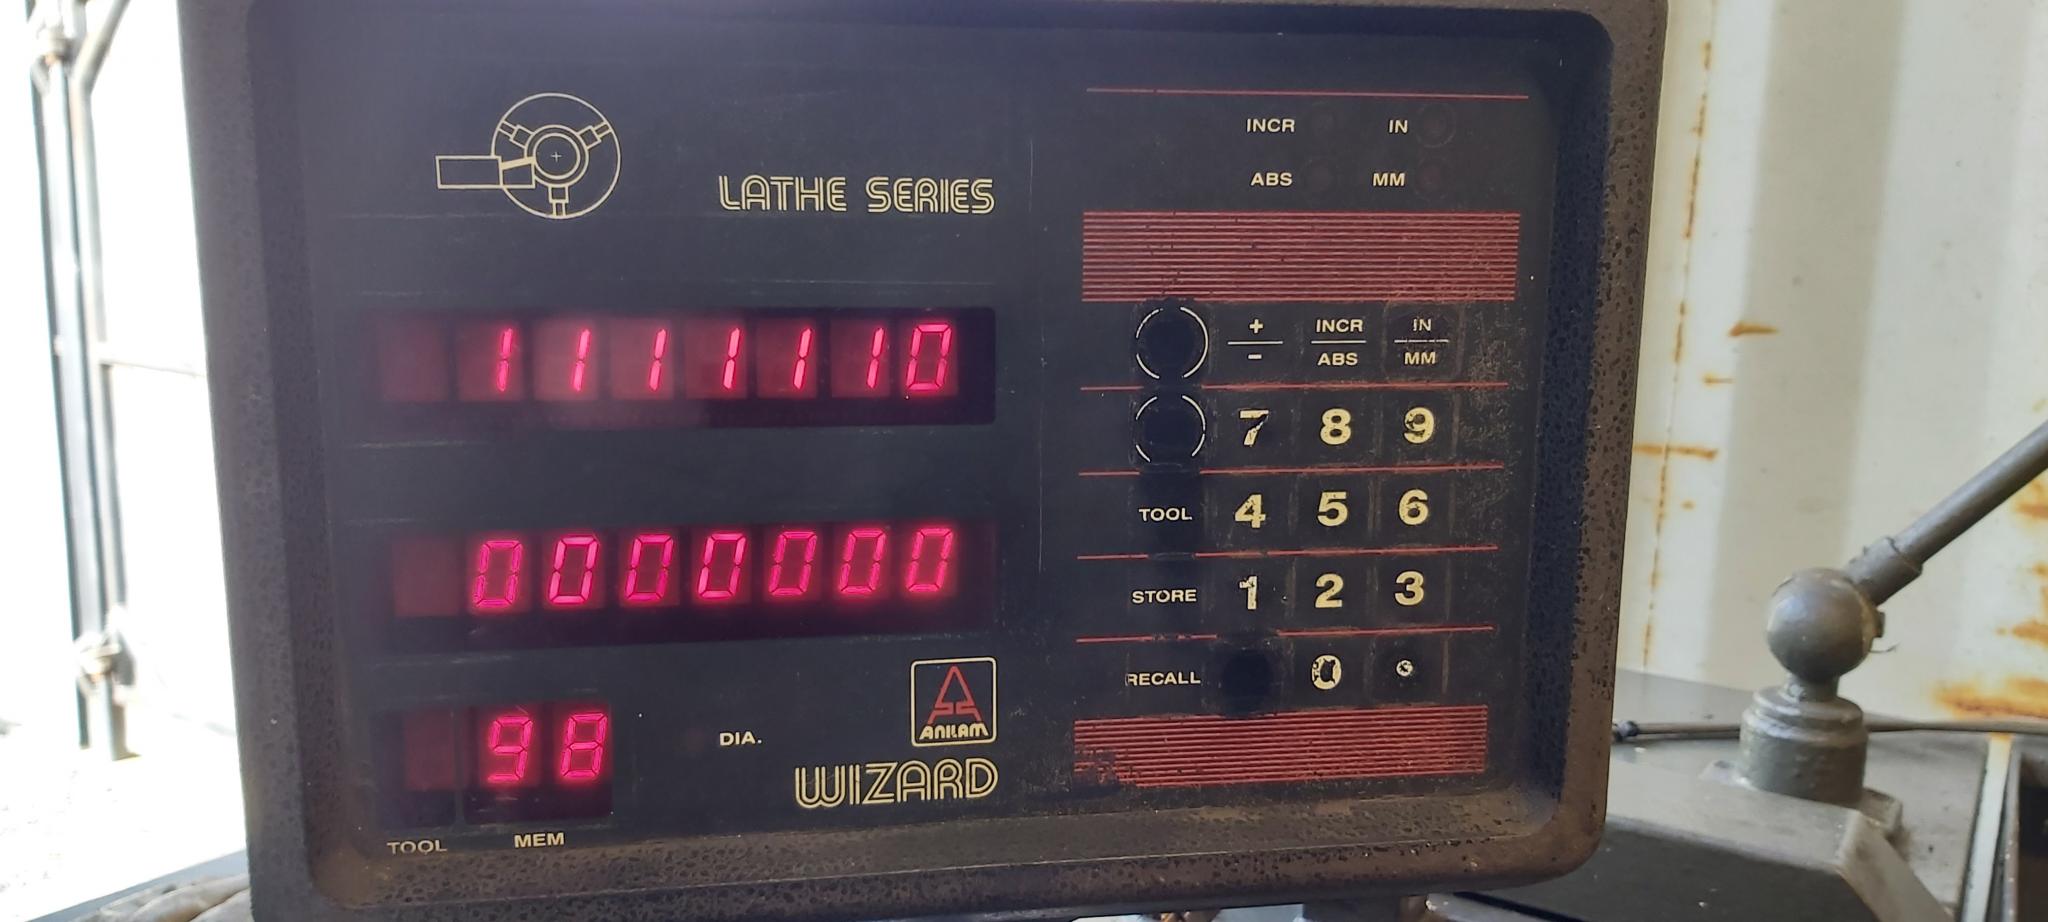 LATHE SERIES
INCR IN
ABS MM
1111110
+ INCR IN
- ABS MM
7 8 9
0000000
TOOL 4 5 6
STORE 1 2 3
RECALL 0 .
98
DIA.
ANILAM
WIZARD
TOOL MEM